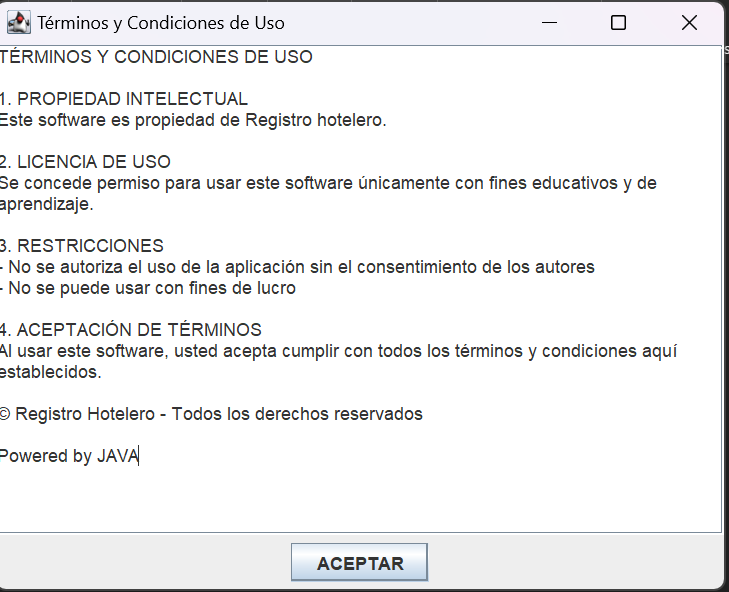 Términos y Condiciones de Uso
TÉRMINOS Y CONDICIONES DE USO
1. PROPIEDAD INTELECTUAL
Este software es propiedad de Registro hotelero.
2. LICENCIA DE USO
Se concede permiso para usar este software únicamente con fines educativos y de
aprendizaje.
3. RESTRICCIONES
- No se autoriza el uso de la aplicación sin el consentimiento de los autores
- No se puede usar con fines de lucro
4. ACEPTACIÓN DE TÉRMINOS
Al usar este software, usted acepta cumplir con todos los términos y condiciones aquí
establecidos.
© Registro Hotelero - Todos los derechos reservados
Powered by JAVA
ACEPTAR